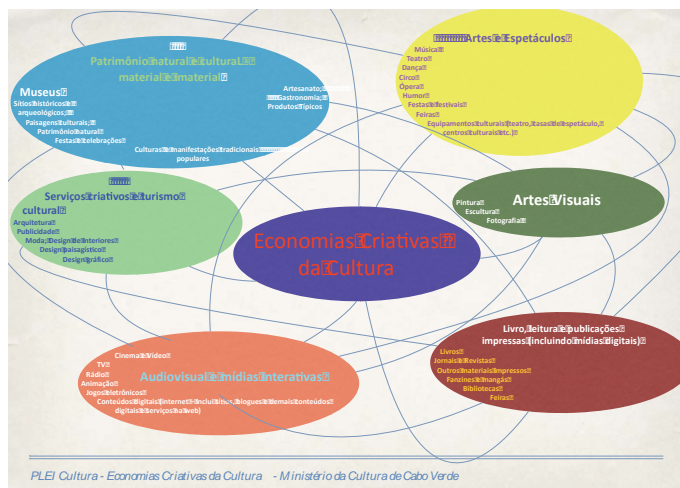 Patrimônio natural e cultural
material e imaterial
Museus
Sítios históricos e
arqueológicos;
Paisagens culturais;
Patrimônio natural
Festas e celebrações
Artesanato;
Gastronomia;
Produtos Típicos
Culturas e manifestações tradicionais
populares
Artes e Espetáculos
Música
Teatro
Dança
Circo
Ópera
Humor
Festas e festivais
Feiras
Equipamentos culturais (teatro, casas de espetáculo,
centros culturais etc.)
Serviços criativos e turismo
cultural
Arquitetura
Publicidade
Moda, Design de Interiores
Design paisagístico
Design gráfico
Artes Visuais
Pintura
Escultura
Fotografia
Economias Criativas
da Cultura
Livro, leitura e publicações
impressas (incluindo mídias digitais)
Livros
Jornais e Revistas
Outros materiais impressos
Fanzines e mangás
Bibliotecas
Feiras
Cinema e Vídeo
TV
Rádio
Animação
Jogos eletrônicos
Audiovisual e mídias interativas
Conteúdos digitais (internet – inclui sites, blogues e demais conteúdos
digitais e serviços na web)
PLEI Cultura - Economias Criativas da Cultura - Ministério da Cultura de Cabo Verde